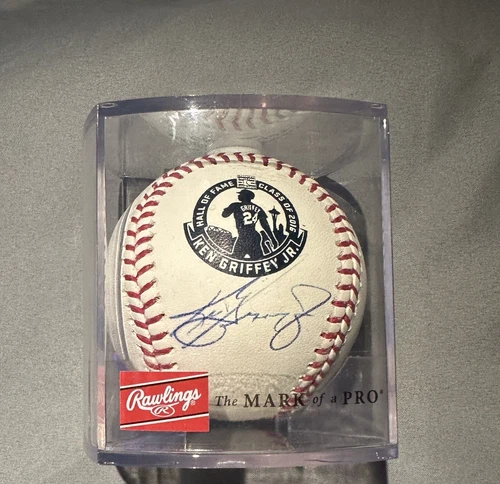 HALL OF FAME CLASS OF 2016
GRIFFEY
24
KEN GRIFFEY JR.
Rawlings®
R
The MARK of a PRO®